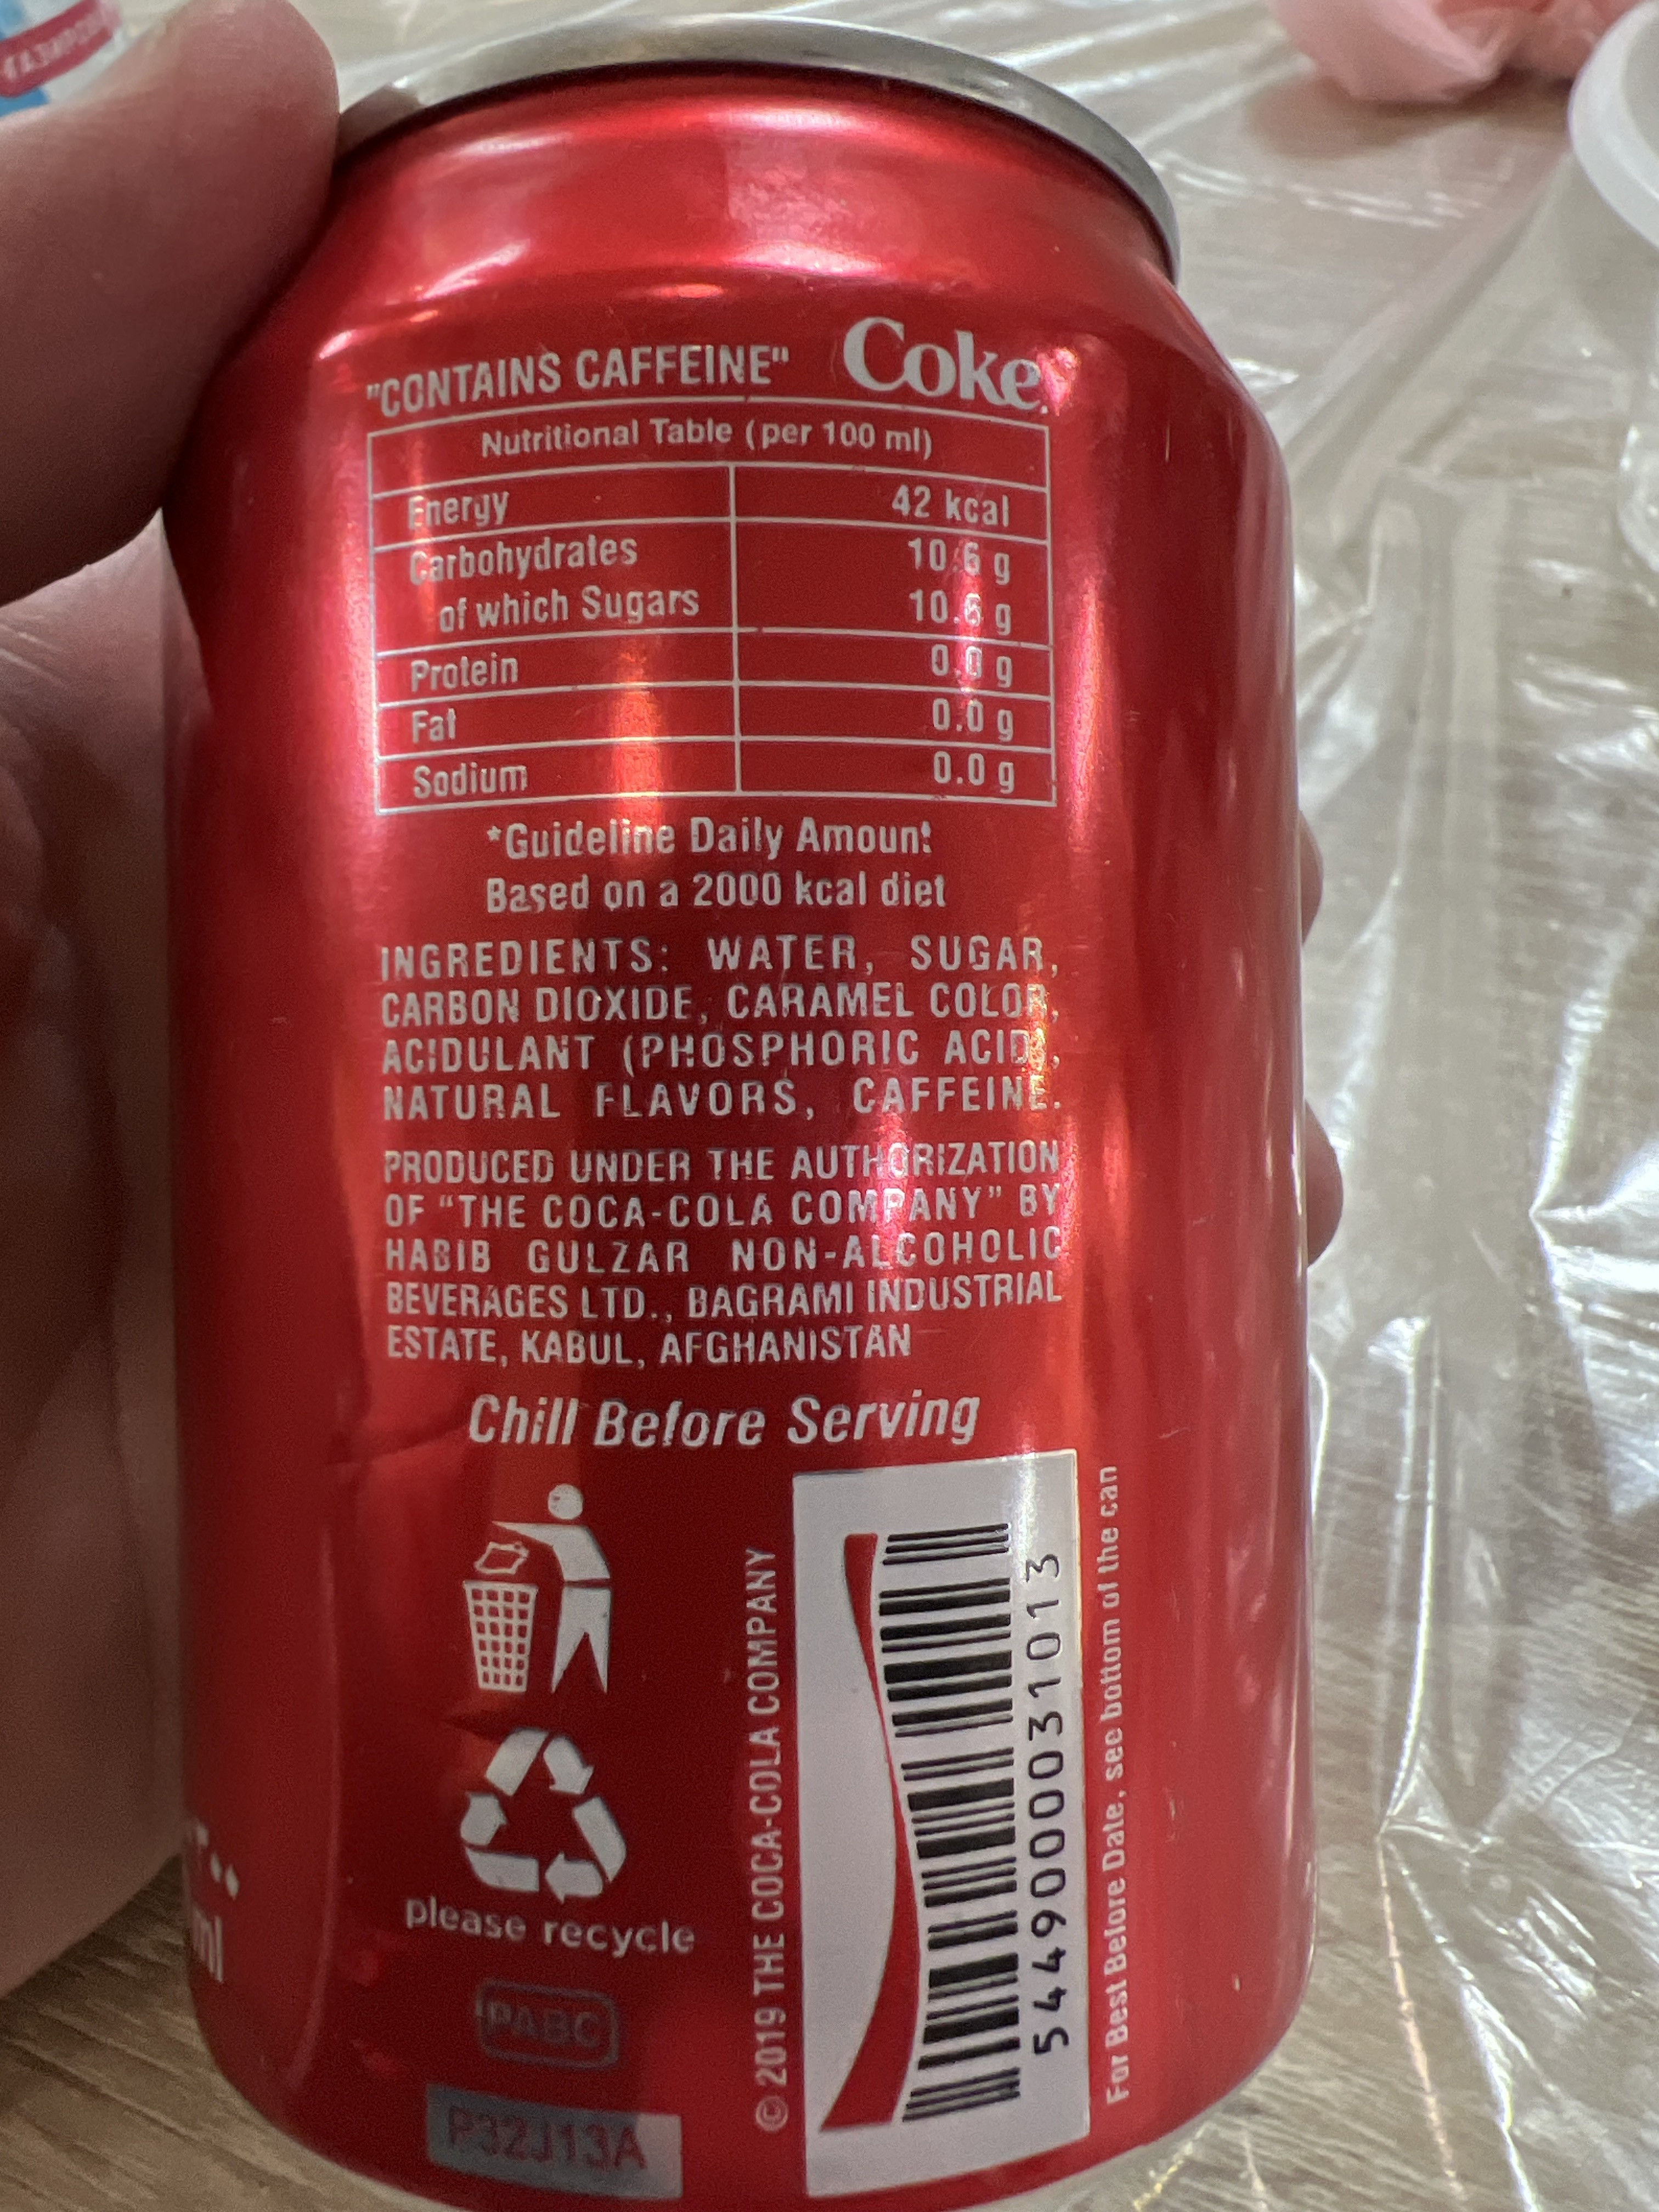 "CONTAINS CAFFEINE" Coke
Nutritional Table (per 100 ml)
Energy 42 kcal
Carbohydrates 10.6 g
of which Sugars 10.6 g
Protein 0.0 g
Fat 0.0 g
Sodium 0.0 g
*Guideline Daily Amount
Based on a 2000 kcal diet
INGREDIENTS: WATER, SUGAR,
CARBON DIOXIDE, CARAMEL COLOR,
ACIDULANT (PHOSPHORIC ACID),
NATURAL FLAVORS, CAFFEINE.
PRODUCED UNDER THE AUTHORIZATION
OF "THE COCA-COLA COMPANY" BY
HABIB GULZAR NON-ALCOHOLIC
BEVERAGES LTD., BAGRAMI INDUSTRIAL
ESTATE, KABUL, AFGHANISTAN
Chill Before Serving
please recycle
PABC
P32J13A
© 2019 THE COCA-COLA COMPANY
5449000031013
For Best Before Date, see bottom of the can
ml